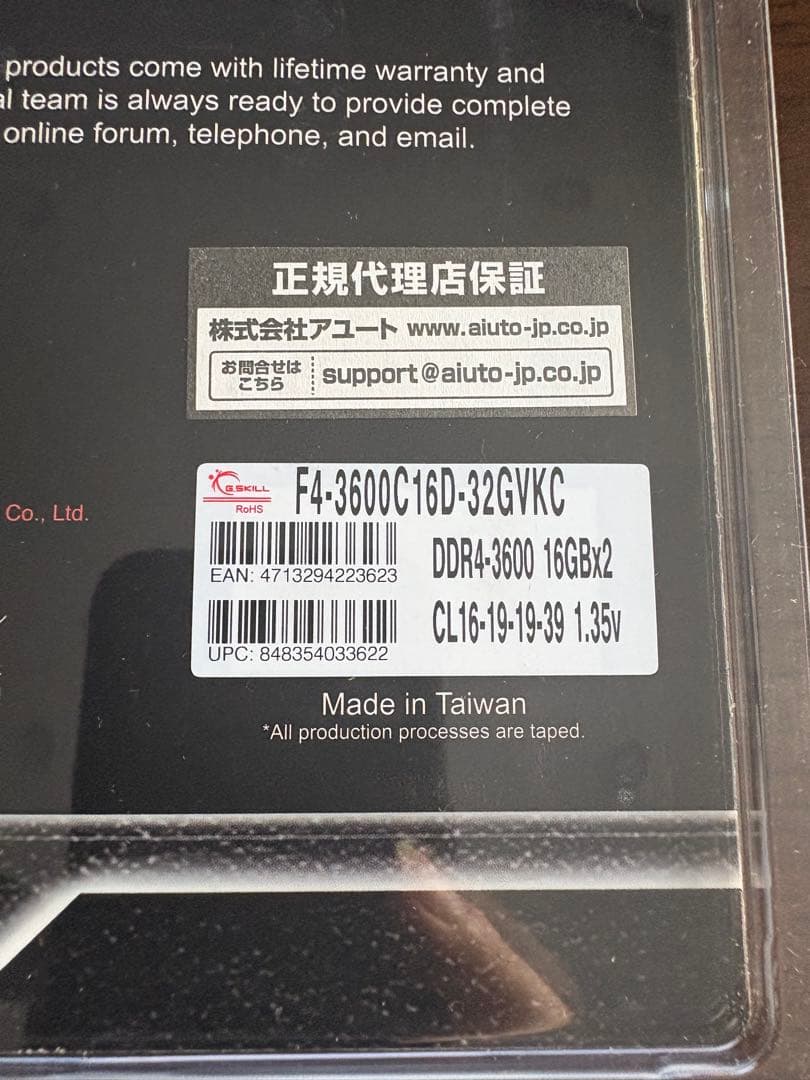 products come with lifetime warranty and
al team is always ready to provide complete
online forum, telephone, and email.
正規代理店保証
株式会社アユート www.aiuto-jp.co.jp
お問合せは
こちら
support@aiuto-jp.co.jp
G.SKILL
RoHS
F4-3600C16D-32GVKC
Co., Ltd.
EAN: 4713294223623
DDR4-3600 16GBx2
UPC: 848354033622
CL16-19-19-39 1.35v
Made in Taiwan
*All production processes are taped.